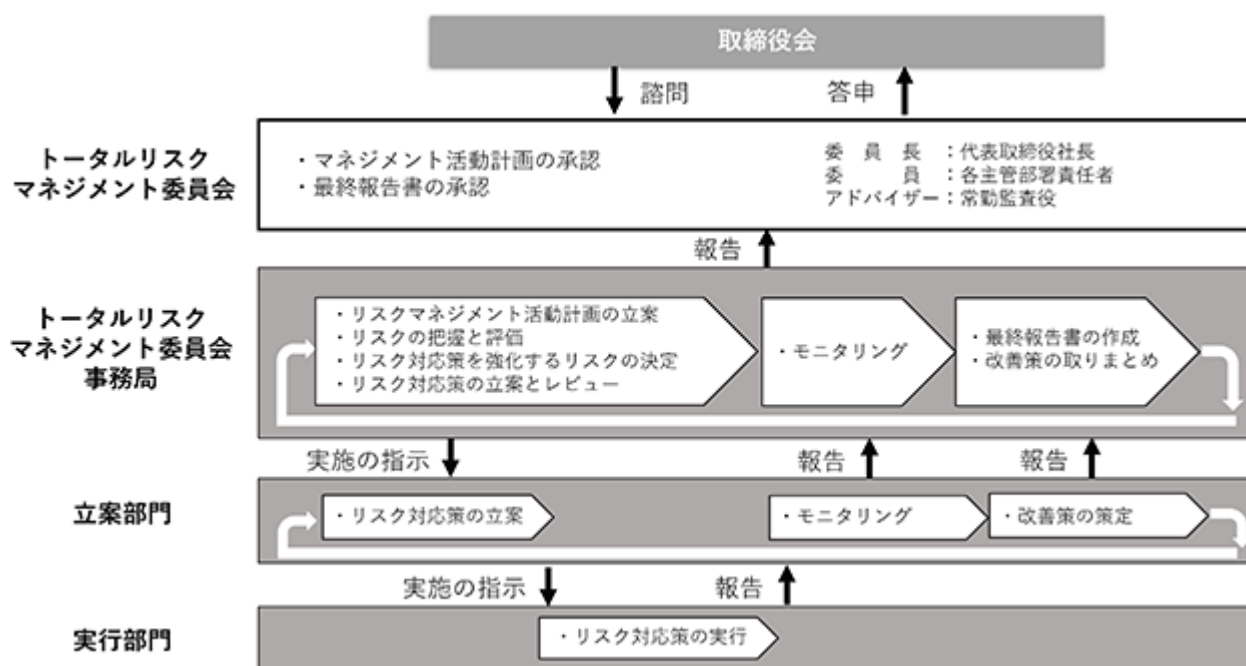 取締役会
諮問
答申
トータルリスク
マネジメント委員会
・マネジメント活動計画の承認
・最終報告書の承認
委員長：代表取締役社長
委員：各主管部署責任者
アドバイザー：常勤監査役
報告
トータルリスク
マネジメント委員会
事務局
・リスクマネジメント活動計画の立案
・リスクの把握と評価
・リスク対応策を強化するリスクの決定
・リスク対応策の立案とレビュー
・モニタリング
・最終報告書の作成
・改善策の取りまとめ
実施の指示
報告
報告
立案部門
・リスク対応策の立案
・モニタリング
・改善策の策定
実施の指示
報告
実行部門
・リスク対応策の実行